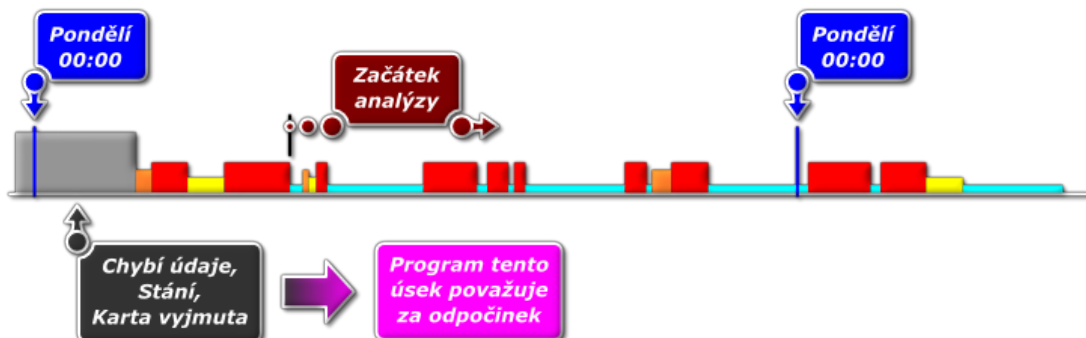 Pondělí
00:00
Začátek
analýzy
Pondělí
00:00
Chybí údaje,
Stání,
Karta vyjmuta
Program tento
úsek považuje
za odpočinek